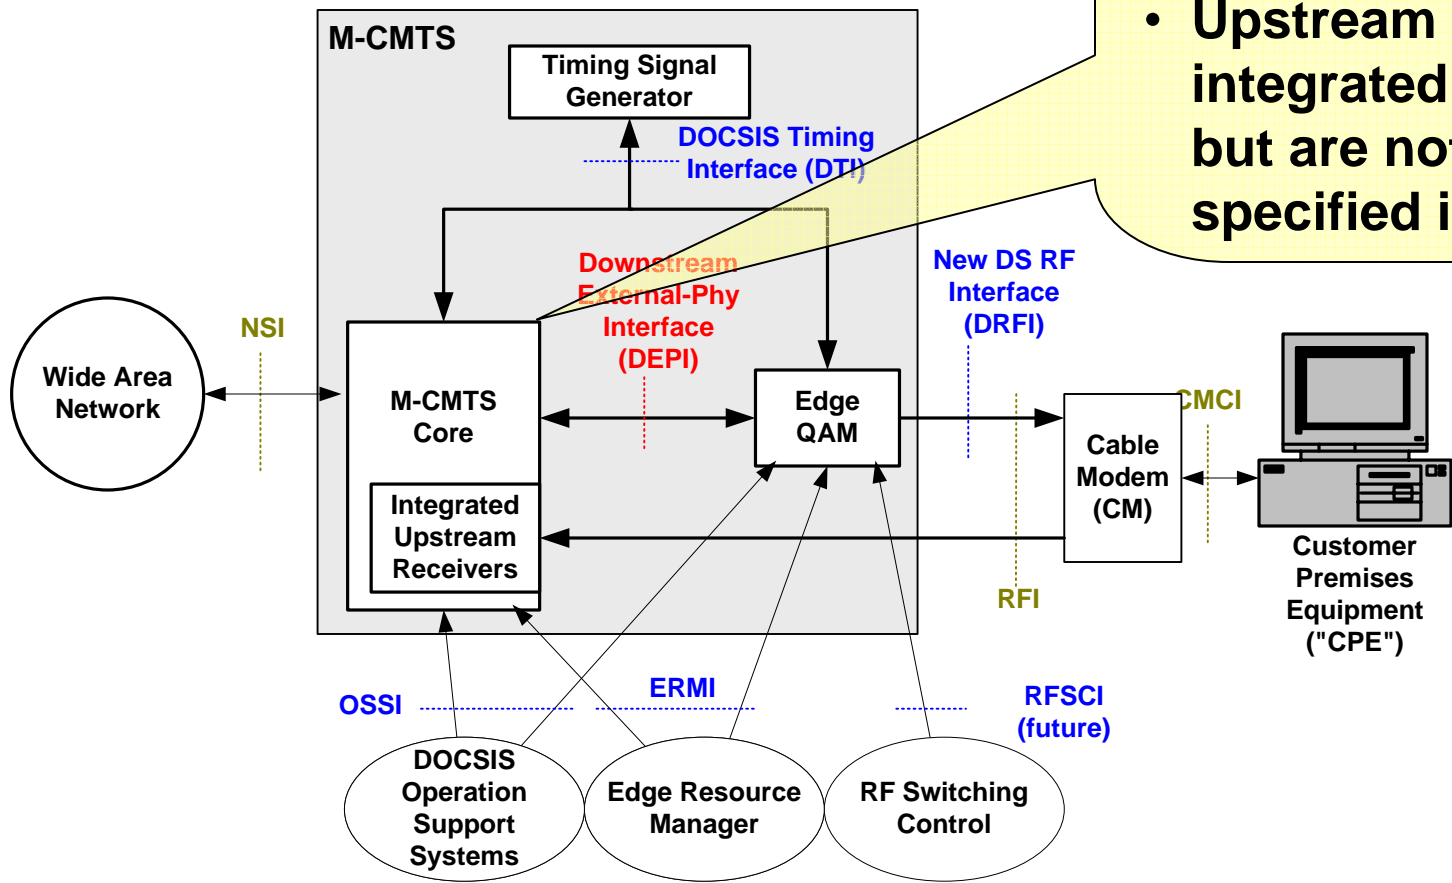 M-CMTS
Timing Signal
Generator
DOCSIS Timing
Interface (DTI)
• Upstream
integrated
but are not
specified i
Downstream
External-Phy
Interface
(DEPI)
New DS RF
Interface
(DRFI)
NSI
Wide Area
Network
M-CMTS
Core
Edge
QAM
CMCI
Cable
Modem
(CM)
Integrated
Upstream
Receivers
RFI
Customer
Premises
Equipment
("CPE")
OSSI
ERMI
RFSCI
(future)
DOCSIS
Operation
Support
Systems
Edge Resource
Manager
RF Switching
Control